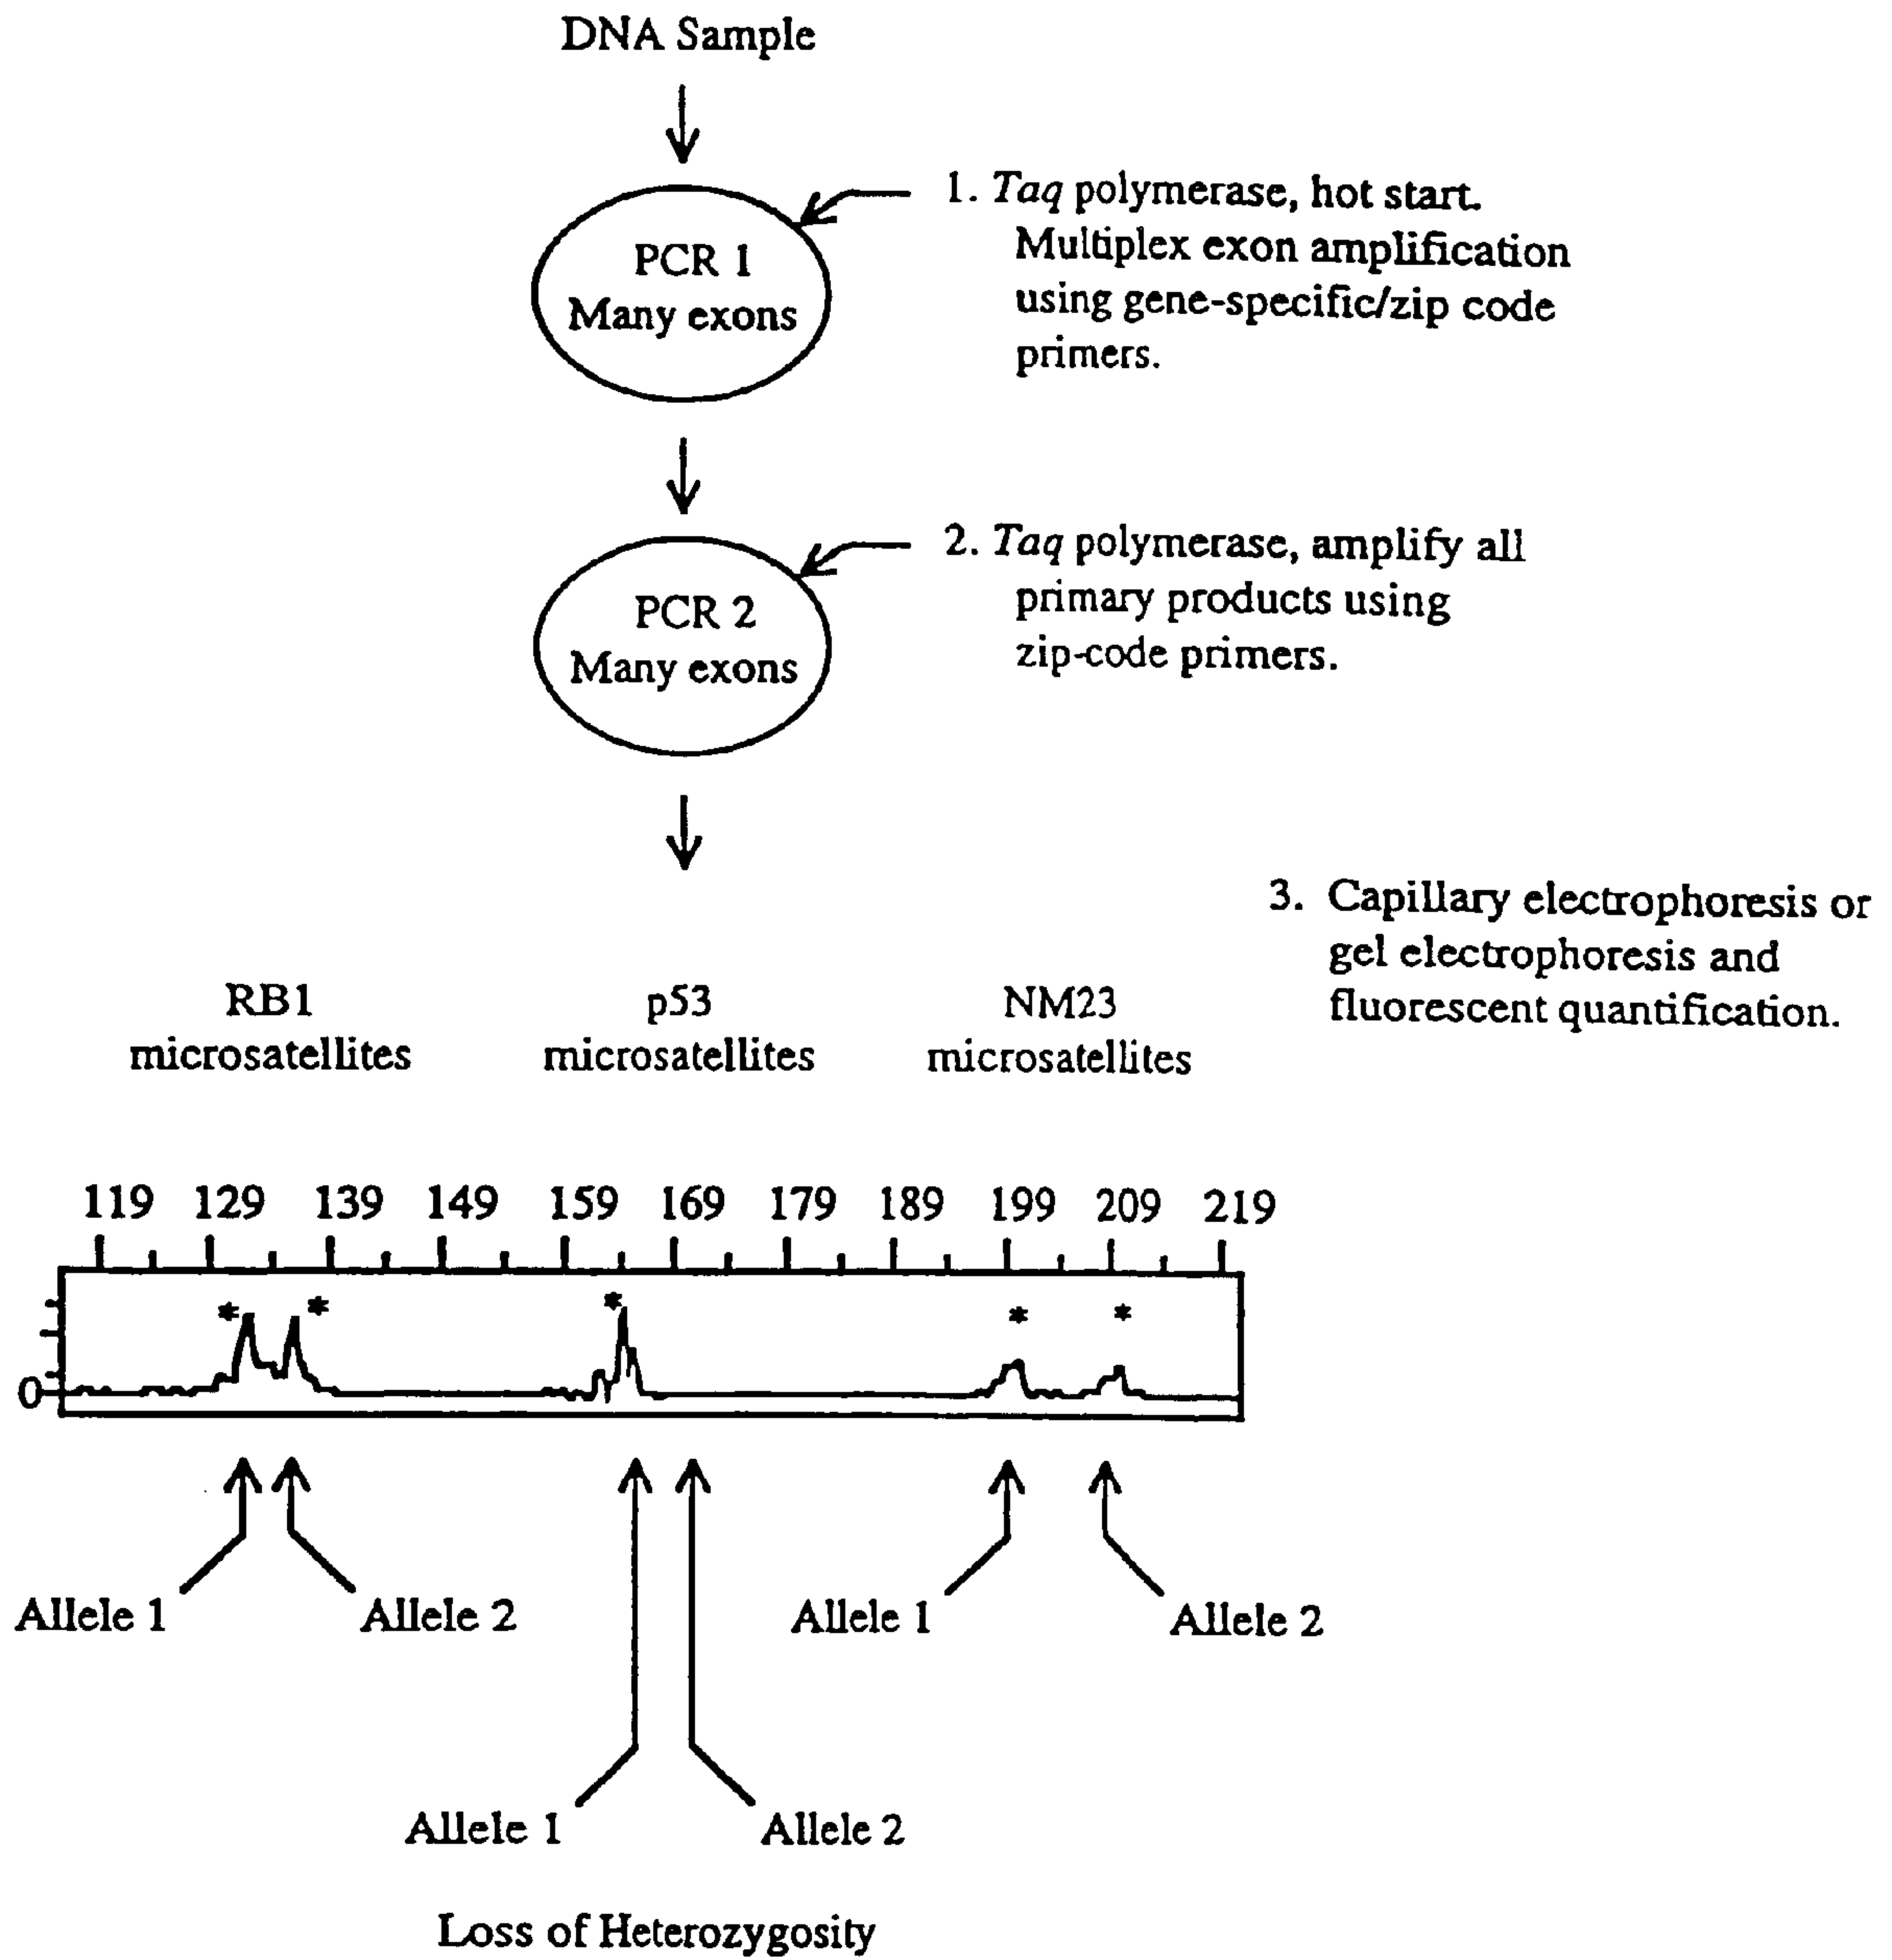 DNA Sample
PCR 1
Many exons
1. Taq polymerase, hot start.
Multiplex exon amplification
using gene-specific/zip code
primers.
PCR 2
Many exons
2. Taq polymerase, amplify all
primary products using
zip-code primers.
3. Capillary electrophoresis or
gel electrophoresis and
fluorescent quantification.
RB1
microsatellites
p53
microsatellites
NM23
microsatellites
119 129 139 149 159 169 179 189 199 209 219
* * * * *
0
Allele 1 Allele 2 Allele 1 Allele 2
Allele 1 Allele 2
Loss of Heterozygosity